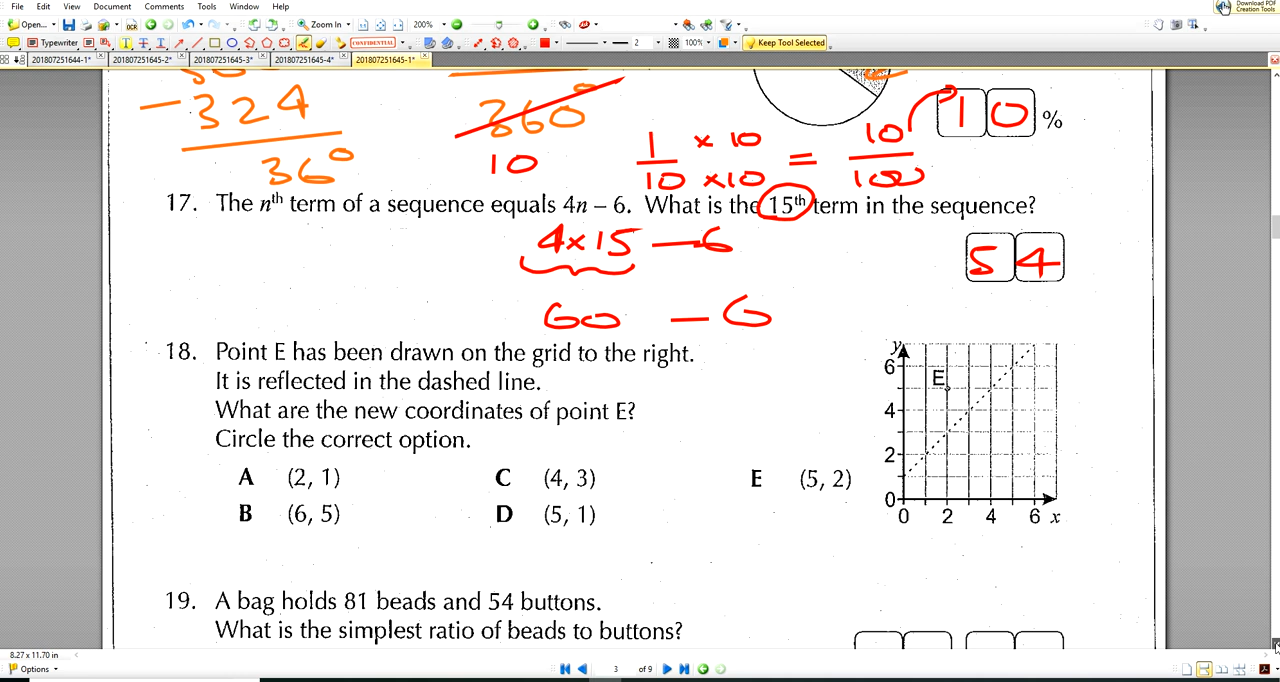 File Edit View Document Comments Tools Window Help
PDF Creation Tools
Open... OCR Zoom In 200%
Typewriter T T T CONFIDENTIAL 2 100% Keep Tool Selected
201807251644-1* 201807251645-2* 201807251645-3* 201807251645-4* 201807251645-1*
- 324
36°
360°
10
1/10 × 10 / ×10 = 10/100
10 %
17. The nth term of a sequence equals 4n – 6. What is the 15th term in the sequence?
4×15 — 6
54
60 — 6
18. Point E has been drawn on the grid to the right.
It is reflected in the dashed line.
What are the new coordinates of point E?
Circle the correct option.
A (2, 1) C (4, 3) E (5, 2)
B (6, 5) D (5, 1)
y
6
E
4
2
0
0 2 4 6 x
19. A bag holds 81 beads and 54 buttons.
What is the simplest ratio of beads to buttons?
8.27 x 11.70 in
Options 3 of 9